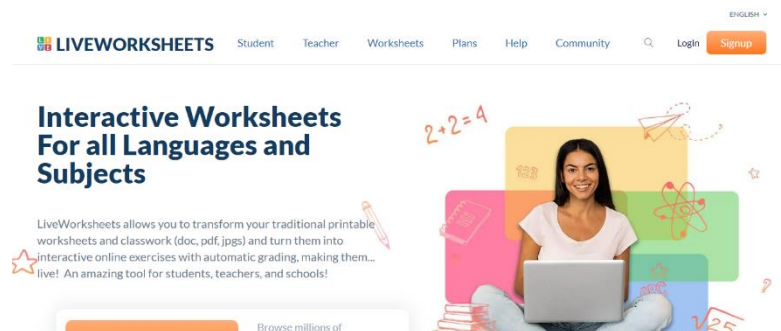 ENGLISH
LIVEWORKSHEETS Student Teacher Worksheets Plans Help Community Login Signup
Interactive Worksheets
For all Languages and
Subjects
2+2=4
123
LiveWorksheets allows you to transform your traditional printable
worksheets and classwork (doc, pdf, jpgs) and turn them into
interactive online exercises with automatic grading, making them...
live! An amazing tool for students, teachers, and schools!
ABC
Browse millions of
√25